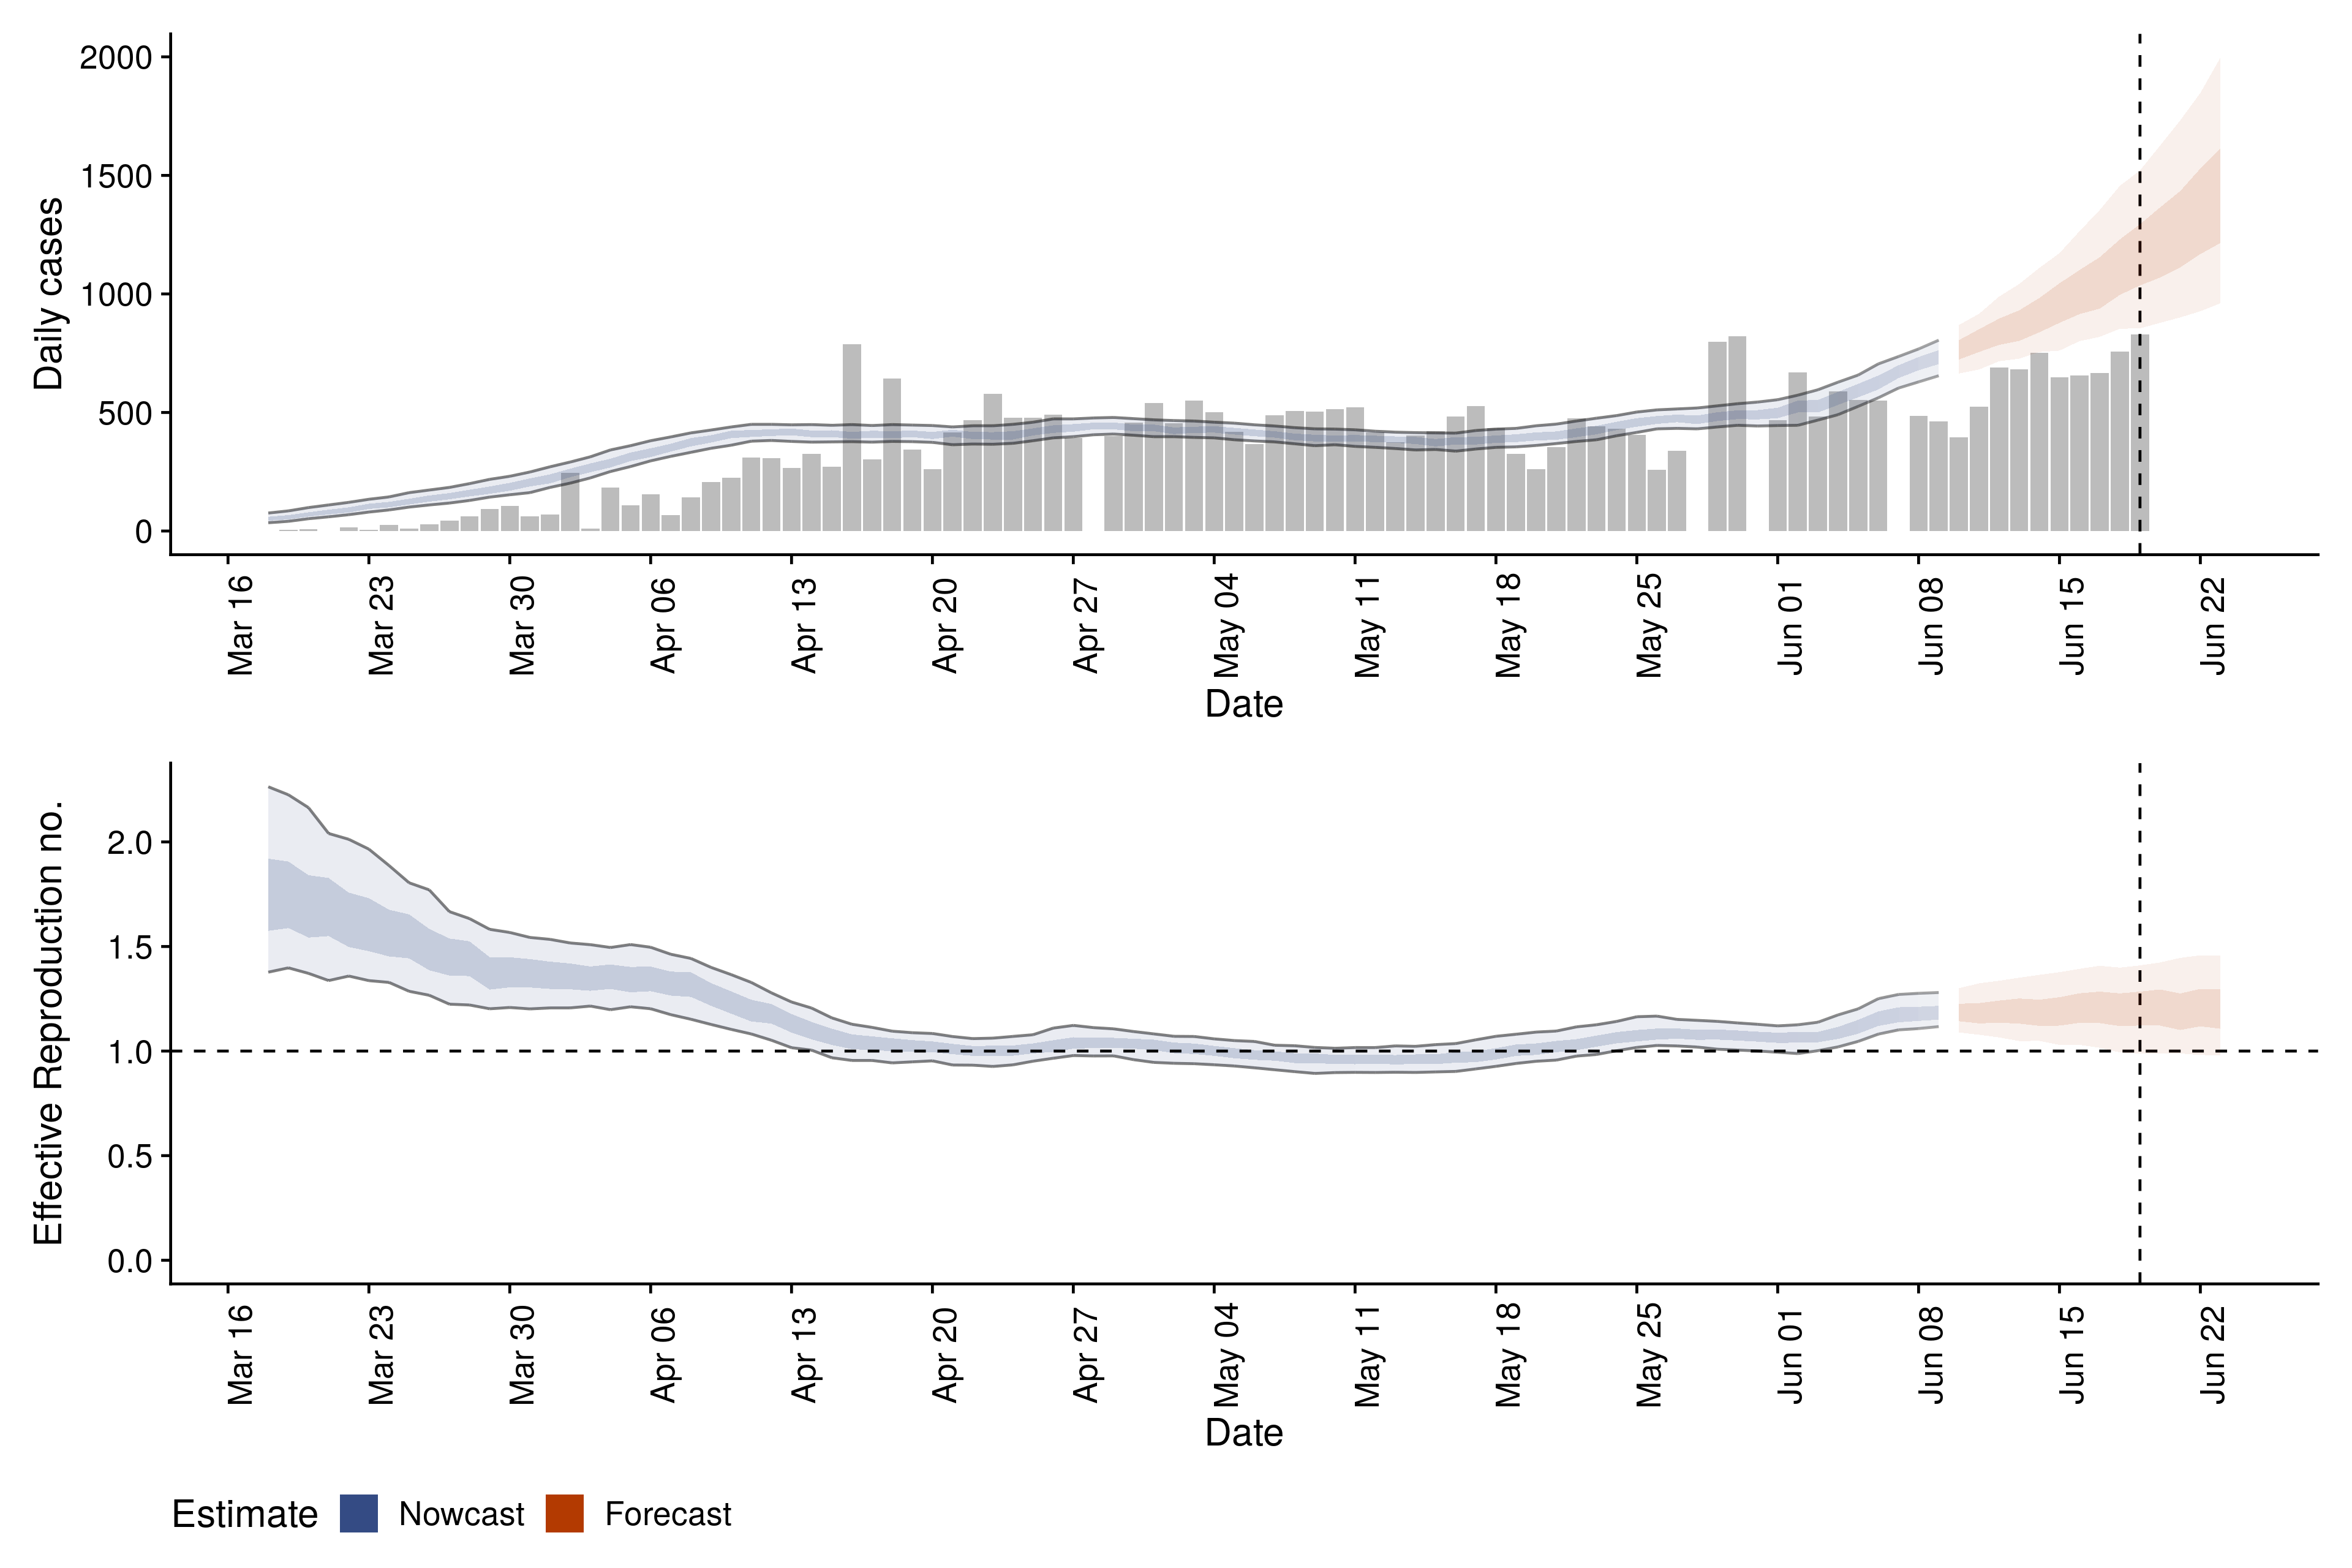 2000
1500
1000
500
0
Daily cases
Mar 16 Mar 23 Mar 30 Apr 06 Apr 13 Apr 20 Apr 27 May 04 May 11 May 18 May 25 Jun 01 Jun 08 Jun 15 Jun 22
Date
2.0
1.5
1.0
0.5
0.0
Effective Reproduction no.
Mar 16 Mar 23 Mar 30 Apr 06 Apr 13 Apr 20 Apr 27 May 04 May 11 May 18 May 25 Jun 01 Jun 08 Jun 15 Jun 22
Date
Estimate Nowcast Forecast